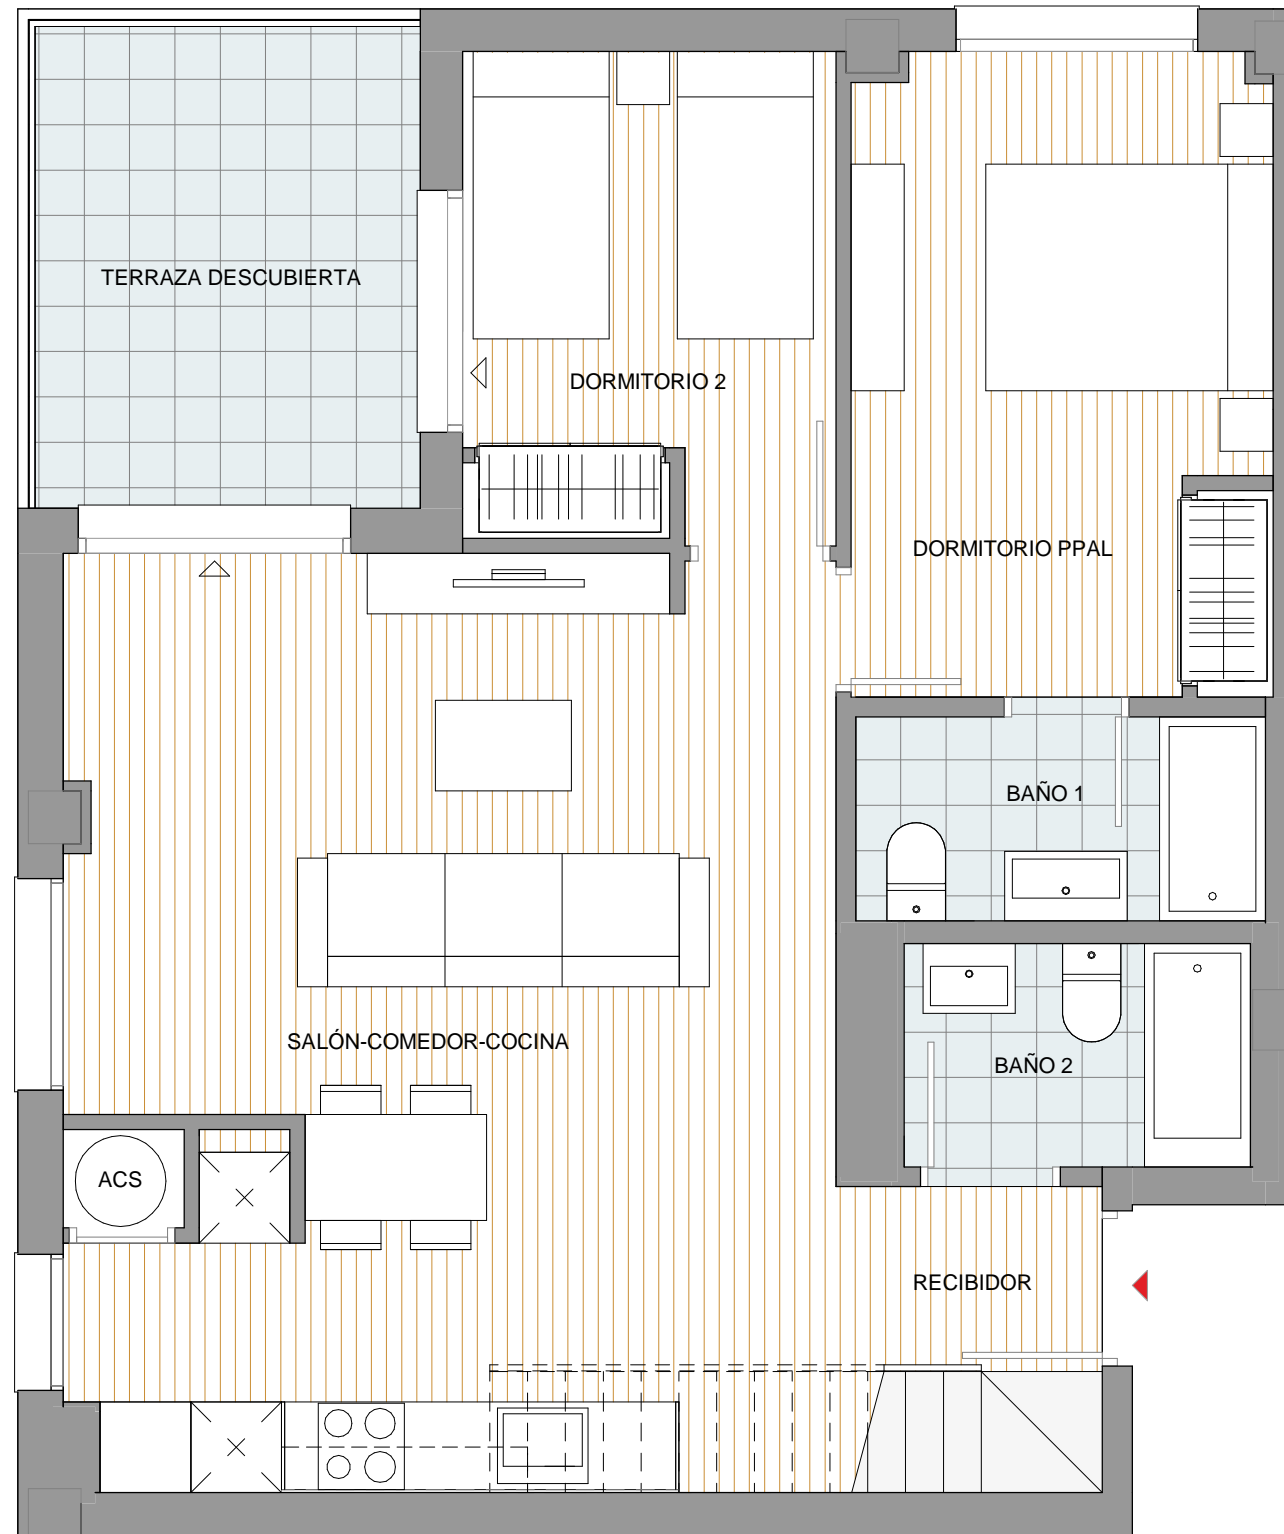 TERRAZA DESCUBIERTA
DORMITORIO 2
DORMITORIO PPAL
BAÑO 1
SALÓN-COMEDOR-COCINA
BAÑO 2
ACS
RECIBIDOR